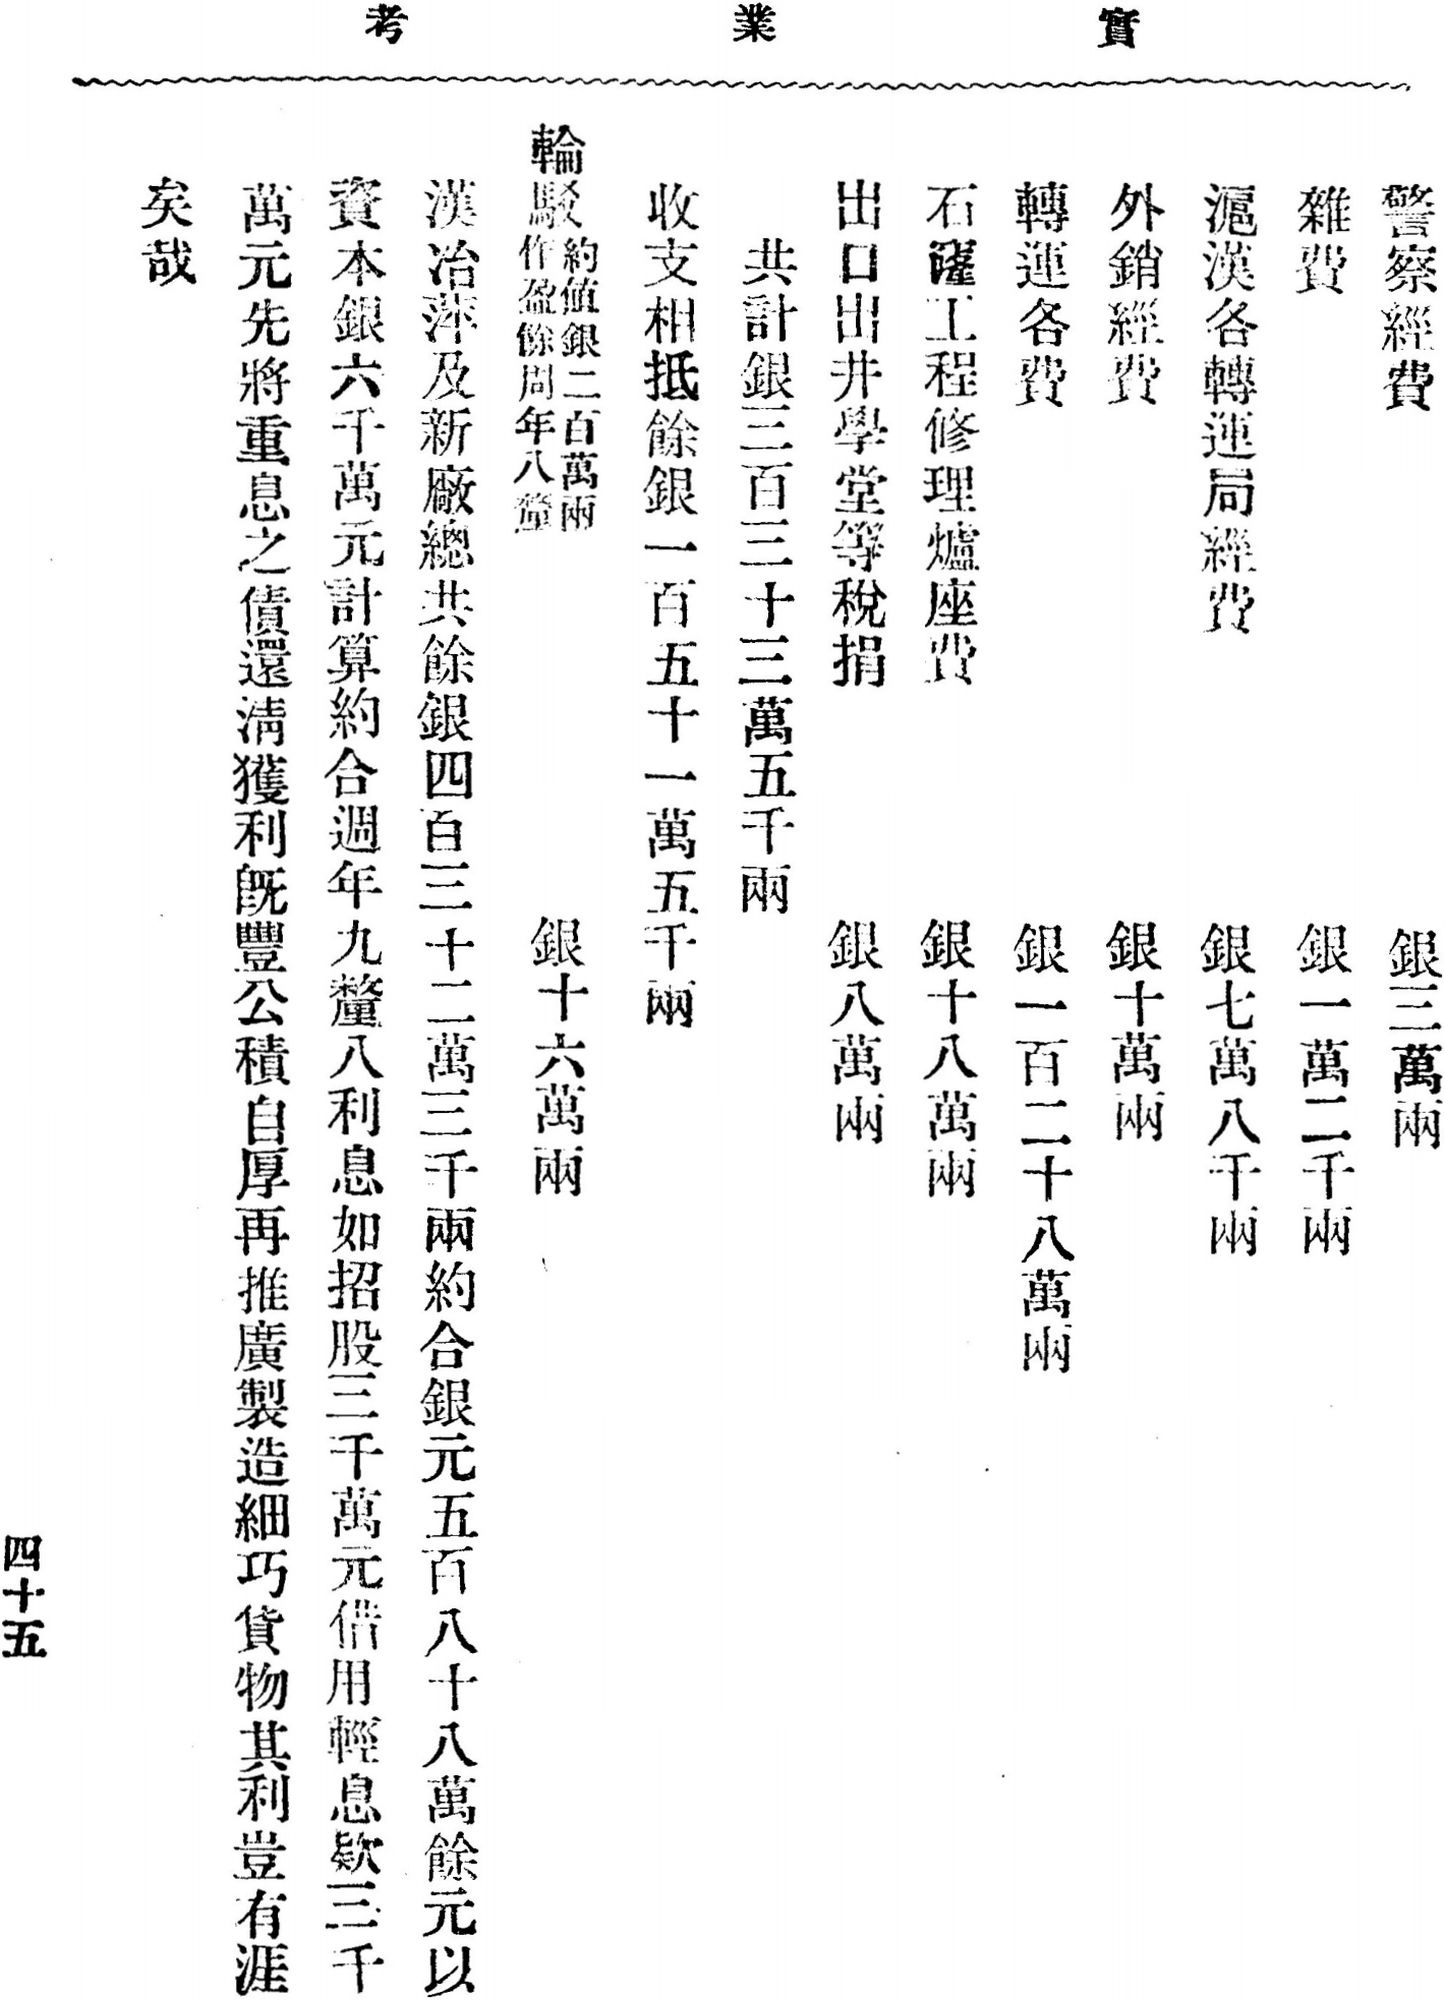 實業考
警察經費 銀三萬兩
雜費 銀一萬二千兩
滬漢各轉運局經費 銀七萬八千兩
外銷經費 銀十萬兩
轉運各費 銀一百二十八萬兩
石窿工程修理爐座費 銀十八萬兩
出口出井學堂等稅捐 銀八萬兩
共計銀三百三十三萬五千兩
收支相抵餘銀一百五十一萬五千兩
輪駁約值銀二百萬兩作盈餘周年八釐 銀十六萬兩
漢冶萍及新廠總共餘銀四百三十二萬三千兩約合銀元五百八十八萬餘元以
資本銀六千萬元計算約合週年九釐八利息如招股三千萬元借用輕息欵三千
萬元先將重息之債還淸獲利旣豐公積自厚再推廣製造細巧貨物其利豈有涯
矣哉
四十五